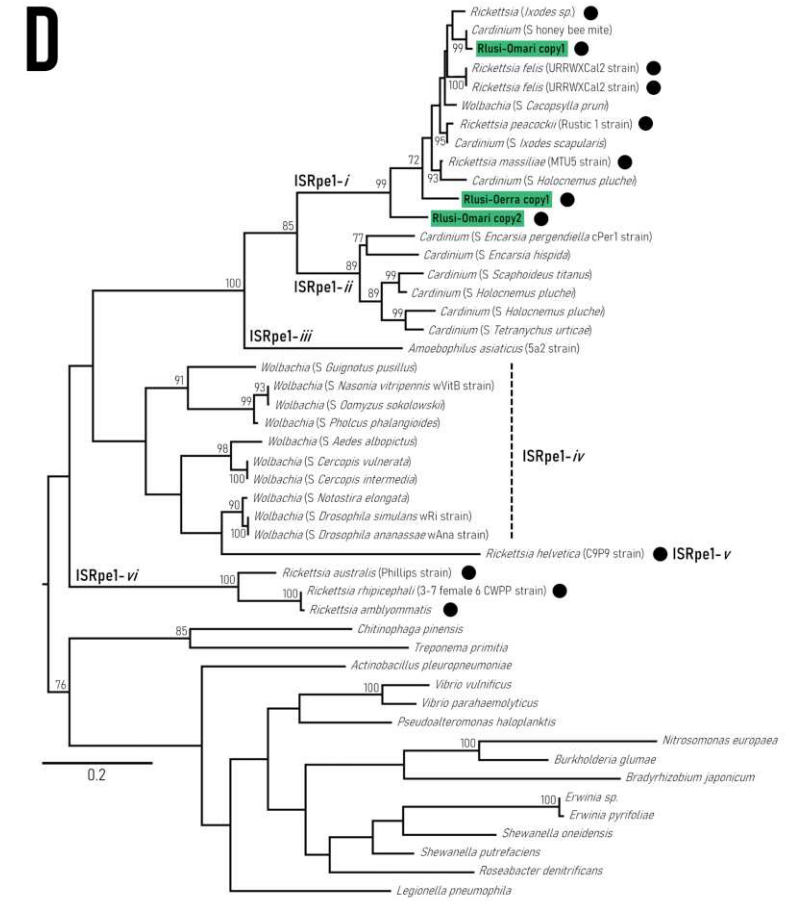 D
Rickettsia (Ixodes sp.)
Cardinium (S honey bee mite)
99 Rlusi-Omari copy1
Rickettsia felis (URRWXCal2 strain)
100 Rickettsia felis (URRWXCal2 strain)
Wolbachia (S Cacopsylla pruni)
Rickettsia peacockii (Rustic 1 strain)
95 Cardinium (S Ixodes scapularis)
72 Rickettsia massiliae (MTU5 strain)
93 Cardinium (S Holocnemus pluchei)
ISRpe1-i 99
Rlusi-Oerra copy1
Rlusi-Omari copy2
85
77 Cardinium (S Encarsia pergendiella cPer1 strain)
Cardinium (S Encarsia hispida)
89
99 Cardinium (S Scaphoideus titanus)
ISRpe1-ii
100
89 Cardinium (S Holocnemus pluchei)
99 Cardinium (S Holocnemus pluchei)
Cardinium (S Tetranychus urticae)
ISRpe1-iii
Amoebophilus asiaticus (5a2 strain)
Wolbachia (S Guignotus pusillus)
91
93 Wolbachia (S Nasonia vitripennis wVitB strain)
99 Wolbachia (S Oomyzus sokolowskii)
Wolbachia (S Pholcus phalangioides)
98 Wolbachia (S Aedes albopictus)
Wolbachia (S Cercopis vulnerata)
ISRpe1-iv
100 Wolbachia (S Cercopis intermedia)
90 Wolbachia (S Notostira elongata)
Wolbachia (S Drosophila simulans wRi strain)
100 Wolbachia (S Drosophila ananassae wAna strain)
Rickettsia helvetica (C9P9 strain) ISRpe1-v
ISRpe1-vi
100 Rickettsia australis (Phillips strain)
100 Rickettsia rhipicephali (3-7 female 6 CWPP strain)
Rickettsia amblyommatis
85 Chitinophaga pinensis
Treponema primitia
Actinobacillus pleuropneumoniae
76
100 Vibrio vulnificus
Vibrio parahaemolyticus
Pseudoalteromonas haloplanktis
100 Nitrosomonas europaea
Burkholderia glumae
0.2
Bradyrhizobium japonicum
100 Erwinia sp.
Erwinia pyrifoliae
Shewanella oneidensis
Shewanella putrefaciens
Roseabacter denitrificans
Legionella pneumophila